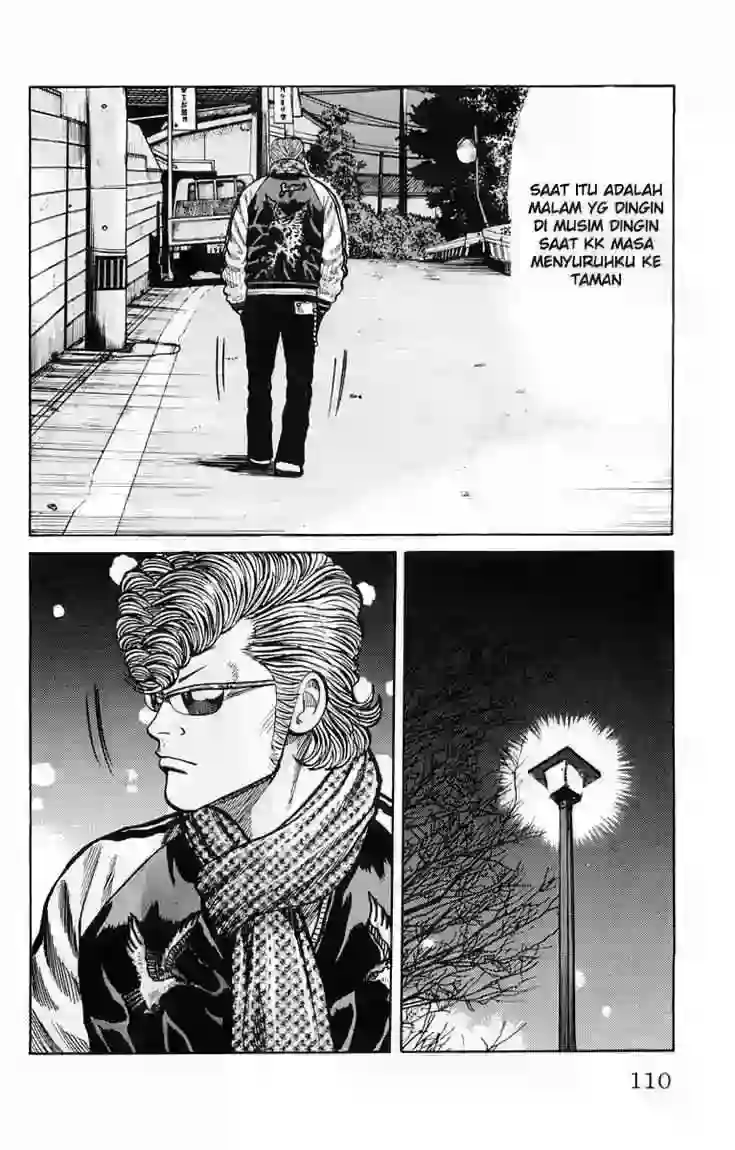 SAAT ITU ADALAH
MALAM YG DINGIN
DI MUSIM DINGIN
SAAT KK MASA
MENYURUHKU KE
TAMAN
110